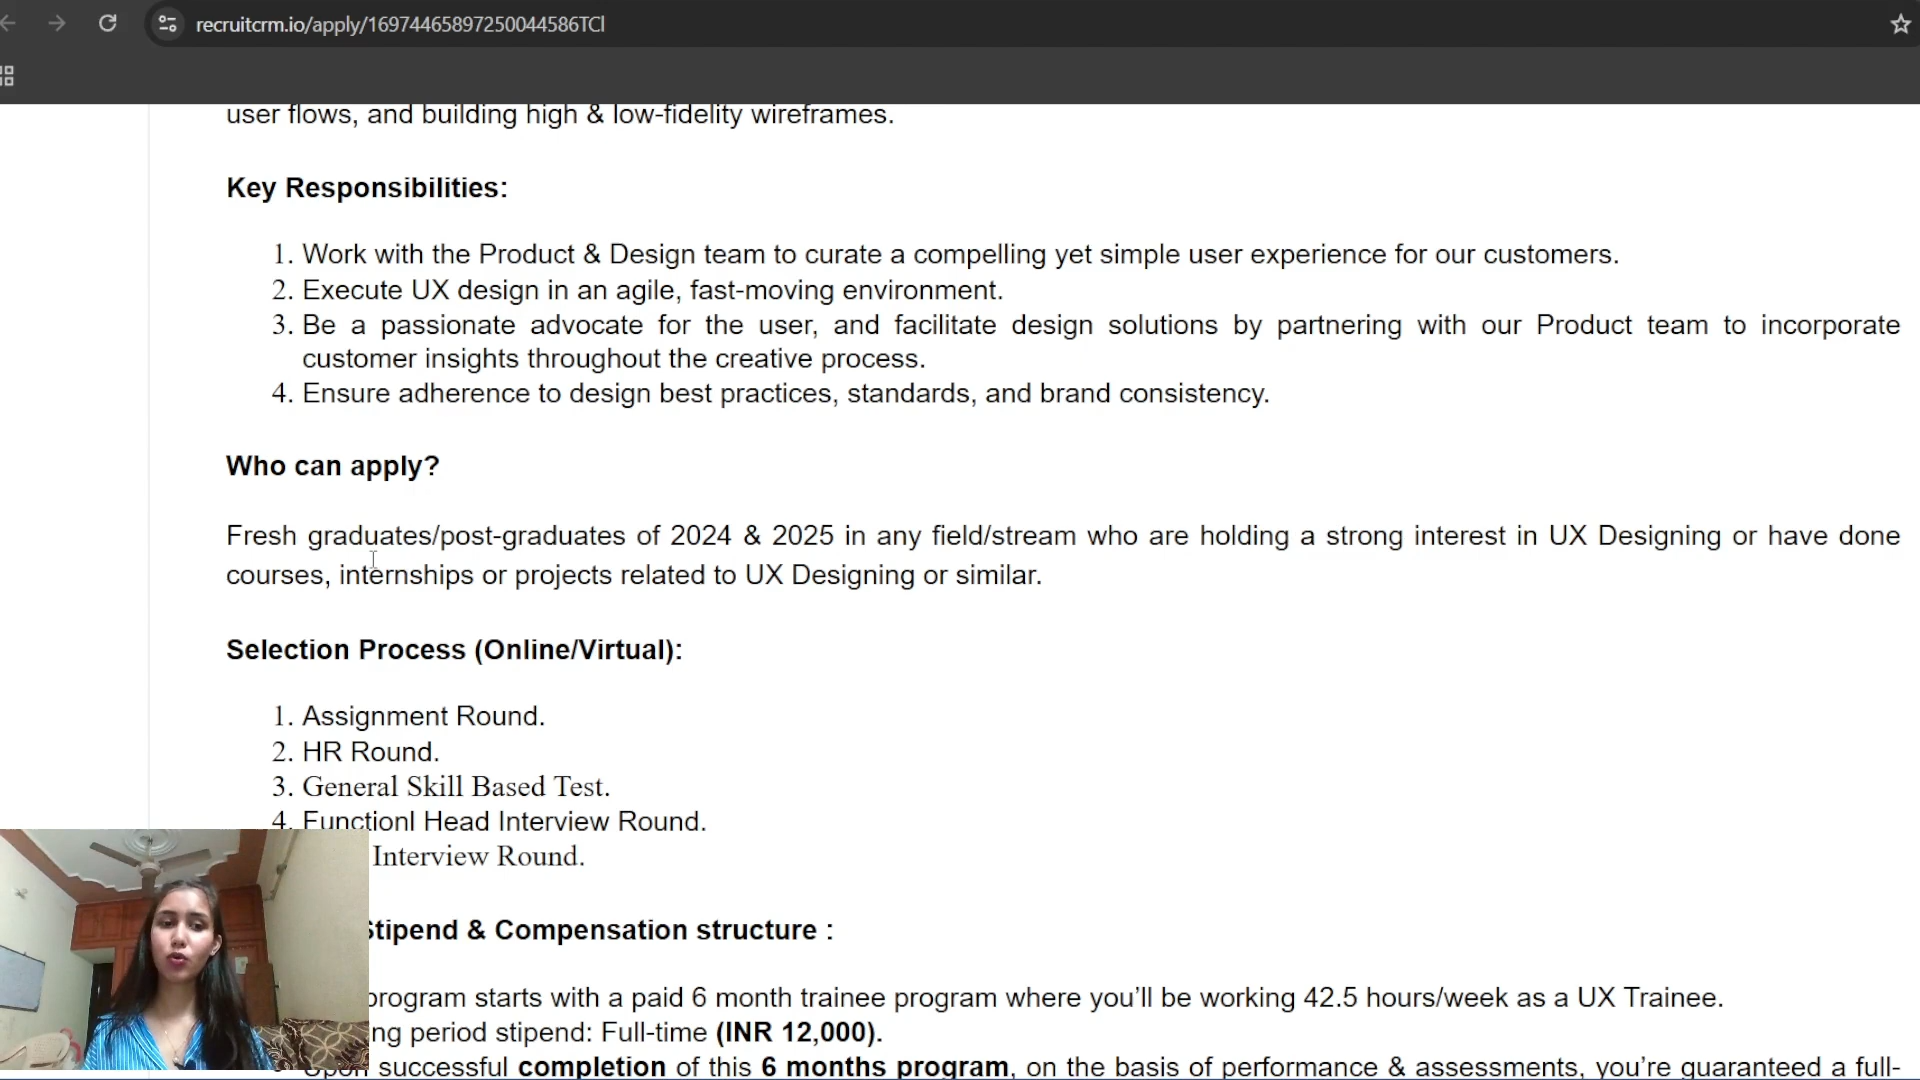 recruitcrm.io/apply/16974465897250044586TCl
user flows, and building high & low-fidelity wireframes.
Key Responsibilities:
1. Work with the Product & Design team to curate a compelling yet simple user experience for our customers.
2. Execute UX design in an agile, fast-moving environment.
3. Be a passionate advocate for the user, and facilitate design solutions by partnering with our Product team to incorporate
customer insights throughout the creative process.
4. Ensure adherence to design best practices, standards, and brand consistency.
Who can apply?
Fresh graduates/post-graduates of 2024 & 2025 in any field/stream who are holding a strong interest in UX Designing or have done
courses, internships or projects related to UX Designing or similar.
Selection Process (Online/Virtual):
1. Assignment Round.
2. HR Round.
3. General Skill Based Test.
4. Functionl Head Interview Round.
Interview Round.
Stipend & Compensation structure :
program starts with a paid 6 month trainee program where you’ll be working 42.5 hours/week as a UX Trainee.
ng period stipend: Full-time (INR 12,000).
Upon successful completion of this 6 months program, on the basis of performance & assessments, you’re guaranteed a full-